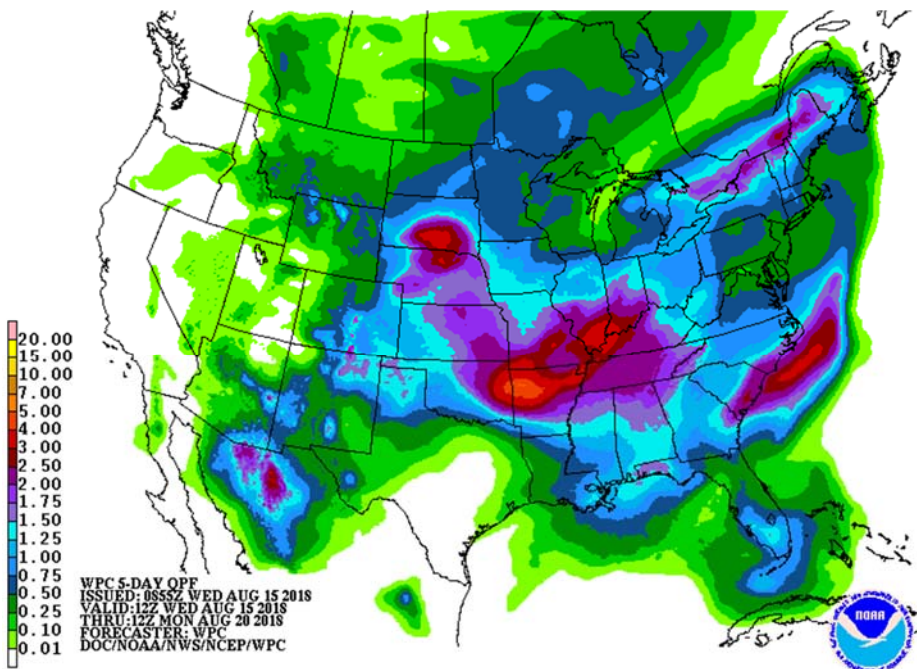 20.00
15.00
10.00
7.00
5.00
4.00
3.00
2.50
2.00
1.75
1.50
1.25
1.00
0.75
0.50
0.25
0.10
0.01
WPC 5-DAY QPF
ISSUED: 0855Z WED AUG 15 2018
VALID:12Z WED AUG 15 2018
THRU:12Z MON AUG 20 2018
FORECASTER: WPC
DOC/NOAA/NWS/NCEP/WPC
NOAA